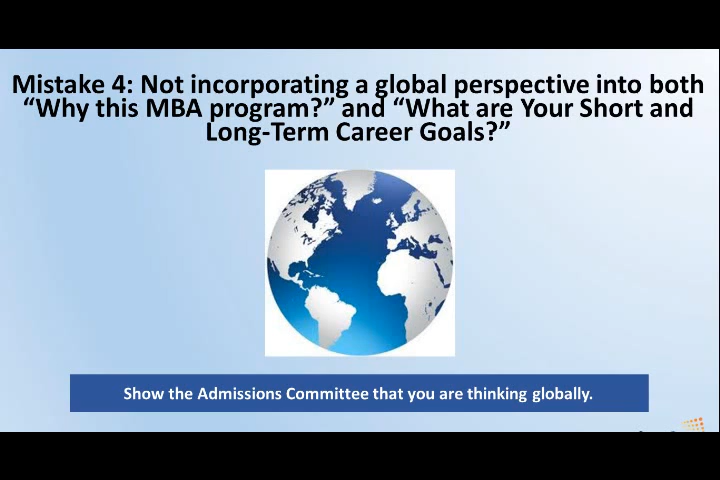 Mistake 4: Not incorporating a global perspective into both
“Why this MBA program?” and “What are Your Short and
Long-Term Career Goals?”
Show the Admissions Committee that you are thinking globally.